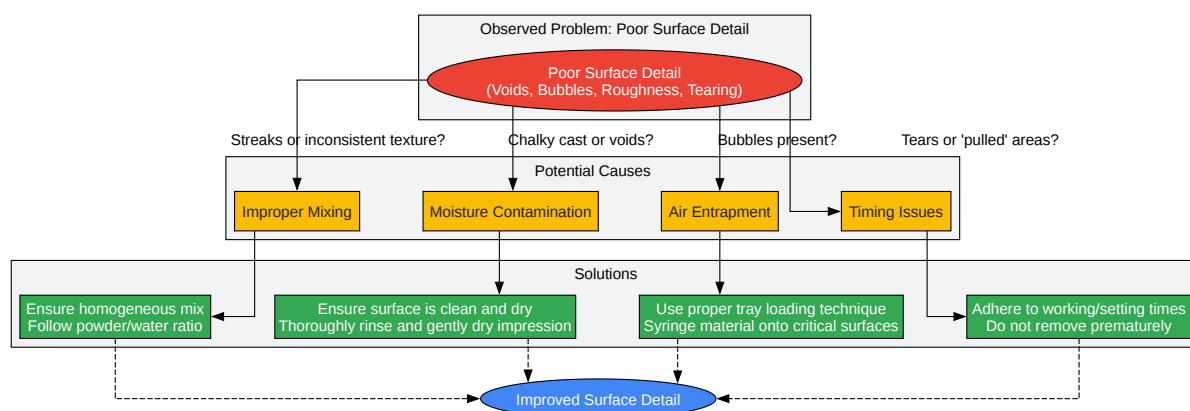 Observed Problem: Poor Surface Detail
Poor Surface Detail
(Voids, Bubbles, Roughness, Tearing)
Streaks or inconsistent texture?
Chalky cast or voids?
Bubbles present?
Tears or 'pulled' areas?
Potential Causes
Improper Mixing
Moisture Contamination
Air Entrapment
Timing Issues
Solutions
Ensure homogeneous mix
Follow powder/water ratio
Ensure surface is clean and dry
Thoroughly rinse and gently dry impression
Use proper tray loading technique
Syringe material onto critical surfaces
Adhere to working/setting times
Do not remove prematurely
Improved Surface Detail